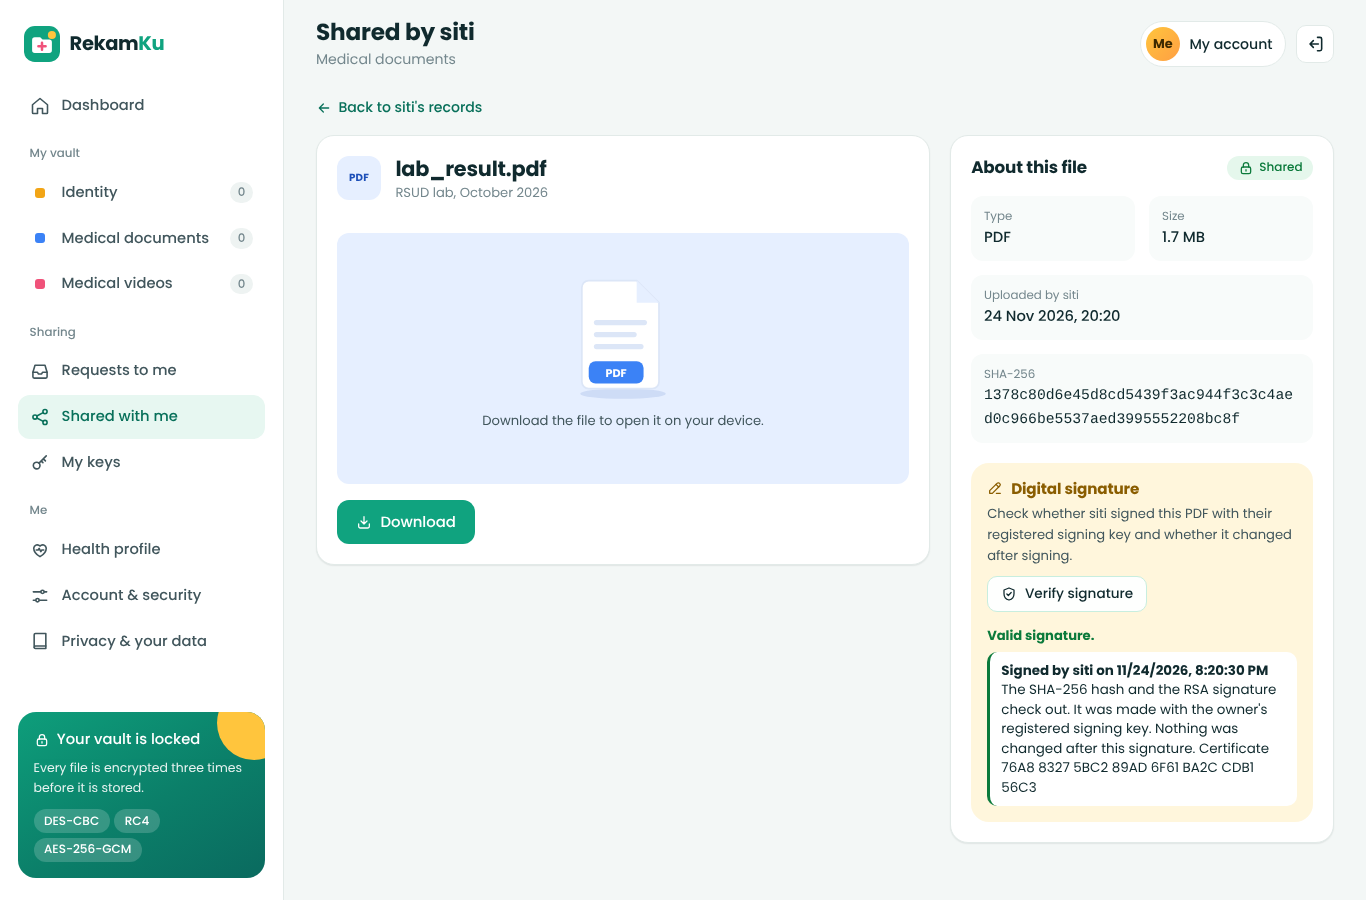 RekamKu
Dashboard
My vault
Identity 0
Medical documents 0
Medical videos 0
Sharing
Requests to me
Shared with me
My keys
Me
Health profile
Account & security
Privacy & your data
Your vault is locked
Every file is encrypted three times
before it is stored.
DES-CBC RC4
AES-256-GCM
Shared by siti
Medical documents
Me My account
Back to siti's records
PDF
lab_result.pdf
RSUD lab, October 2026
PDF
Download the file to open it on your device.
Download
About this file
Shared
Type
PDF
Size
1.7 MB
Uploaded by siti
24 Nov 2026, 20:20
SHA-256
1378c80d6e45d8cd5439f3ac944f3c3c4ae
d0c966be5537aed3995552208bc8f
Digital signature
Check whether siti signed this PDF with their
registered signing key and whether it changed
after signing.
Verify signature
Valid signature.
Signed by siti on 11/24/2026, 8:20:30 PM
The SHA-256 hash and the RSA signature
check out. It was made with the owner's
registered signing key. Nothing was
changed after this signature. Certificate
76A8 8327 5BC2 89AD 6F61 BA2C CDB1
56C3